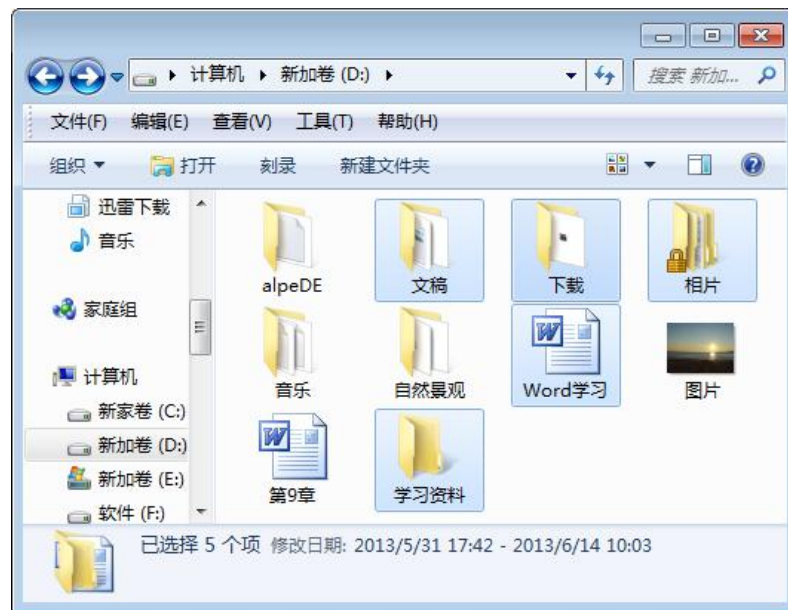 计算机 ▸ 新加卷 (D:) ▸
搜索 新加...
文件(F) 编辑(E) 查看(V) 工具(T) 帮助(H)
组织 打开 刻录 新建文件夹
迅雷下载
音乐
家庭组
计算机
新家卷 (C:)
新加卷 (D:)
新加卷 (E:)
软件 (F:)
alpeDE 文稿 下载 相片
音乐 自然景观 Word学习 图片
第9章 学习资料
已选择 5 个项 修改日期: 2013/5/31 17:42 - 2013/6/14 10:03